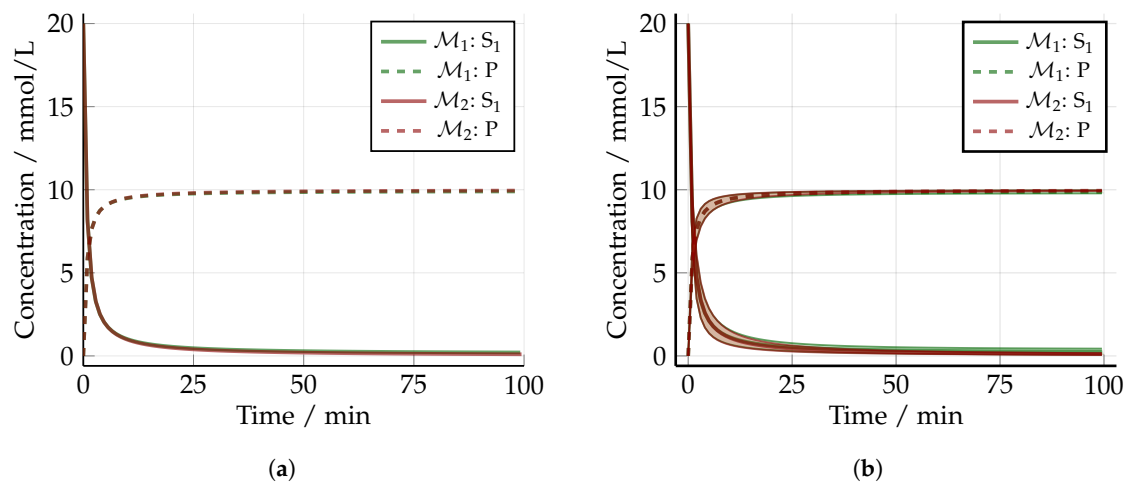 Concentration / mmol/L
20
15
10
5
0
0
25
50
75
100
Time / min
M₁: S₁
M₁: P
M₂: S₁
M₂: P
(a)
Concentration / mmol/L
20
15
10
5
0
0
25
50
75
100
Time / min
M₁: S₁
M₁: P
M₂: S₁
M₂: P
(b)